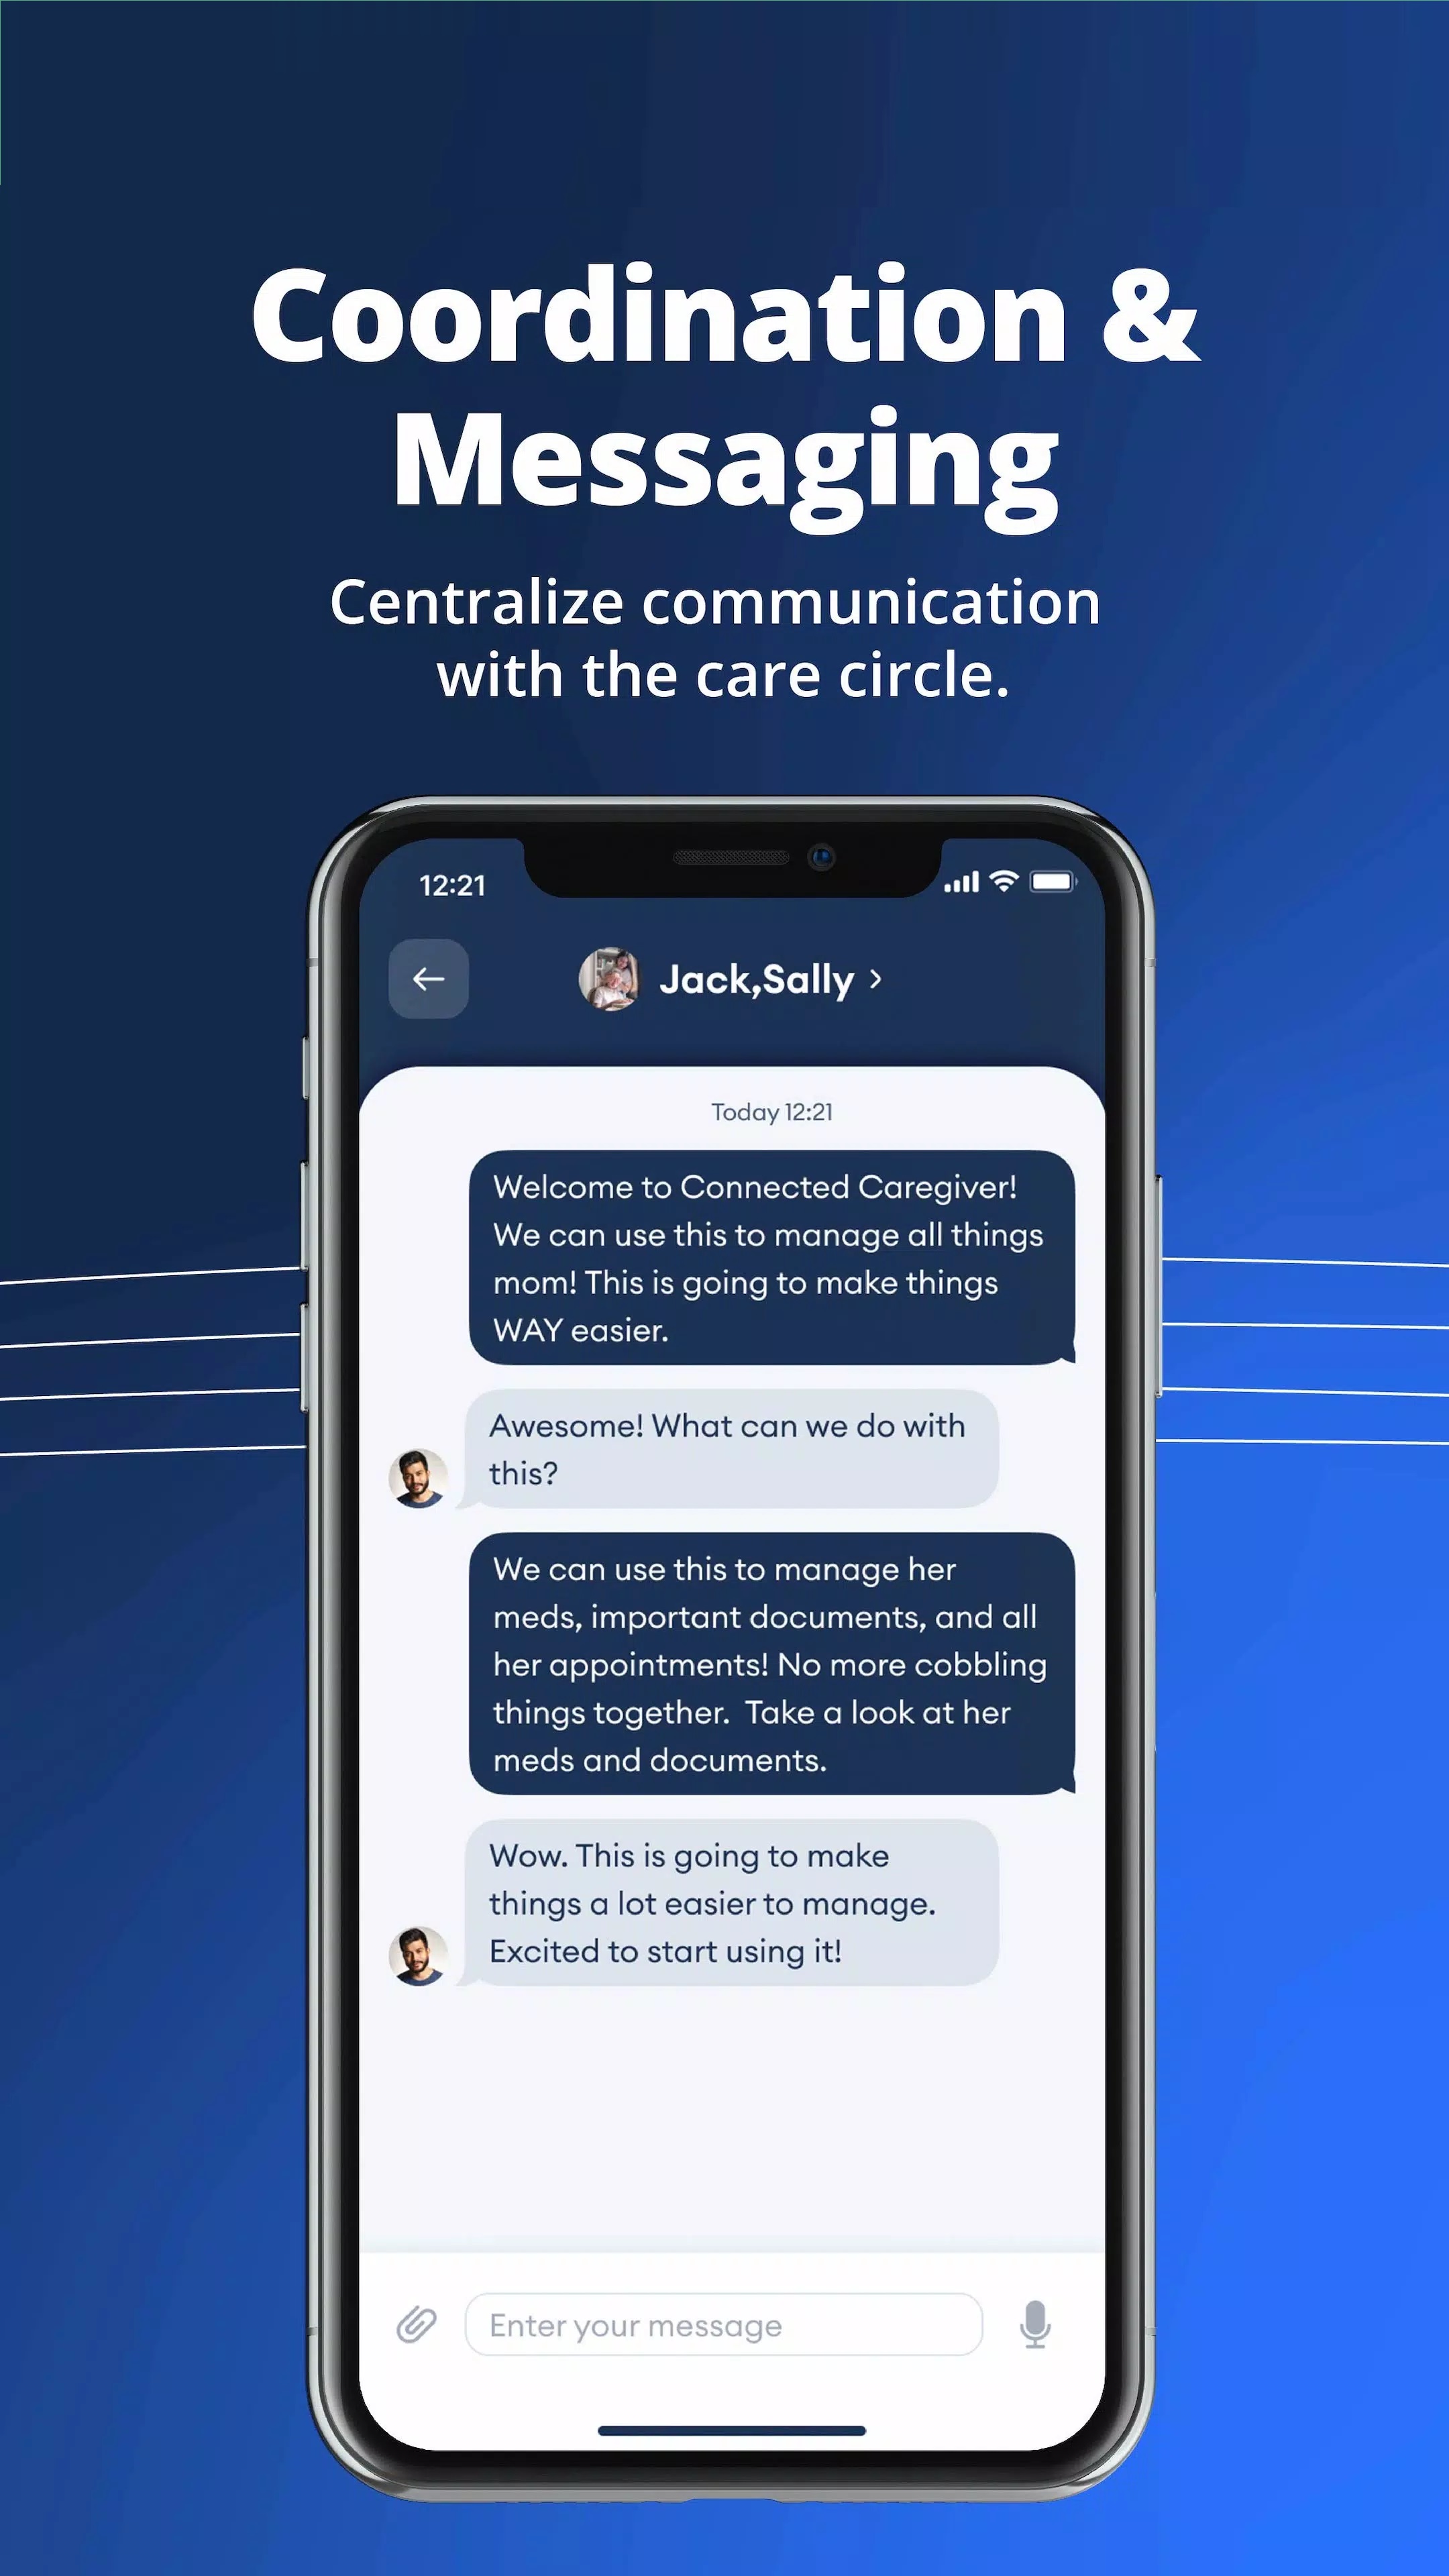 Coordination &
Messaging
Centralize communication
with the care circle.
12:21
Jack,Sally
Today 12:21
Welcome to Connected Caregiver!
We can use this to manage all things
mom! This is going to make things
WAY easier.
Awesome! What can we do with
this?
We can use this to manage her
meds, important documents, and all
her appointments! No more cobbling
things together.  Take a look at her
meds and documents.
Wow. This is going to make
things a lot easier to manage.
Excited to start using it!
Enter your message